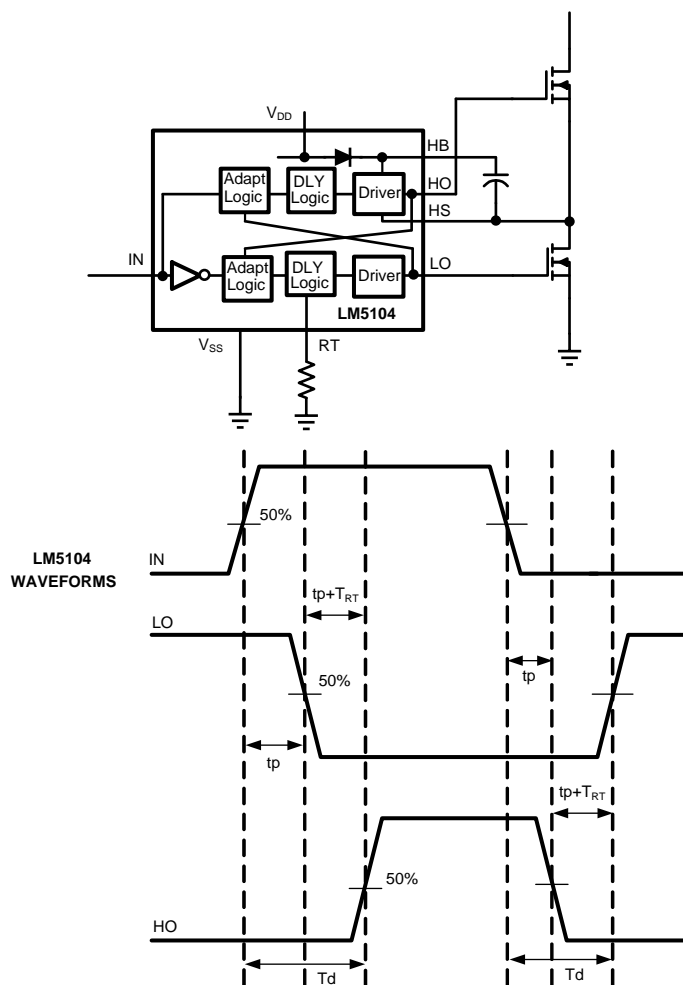 V_DD
HB
HO
HS
LO
IN
Adapt
Logic
DLY
Logic
Driver
Adapt
Logic
DLY
Logic
Driver
LM5104
V_SS
RT
50%
LM5104
WAVEFORMS
IN
tp+T_RT
LO
50%
tp
tp
tp+T_RT
50%
HO
Td
Td